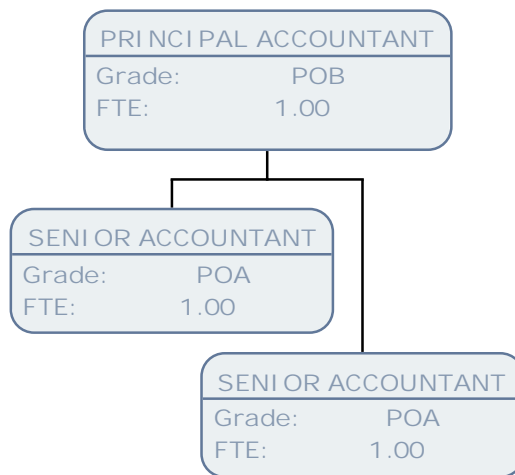 PRINCIPAL ACCOUNTANT
Grade: POB
FTE: 1.00
SENIOR ACCOUNTANT
Grade: POA
FTE: 1.00
SENIOR ACCOUNTANT
Grade: POA
FTE: 1.00